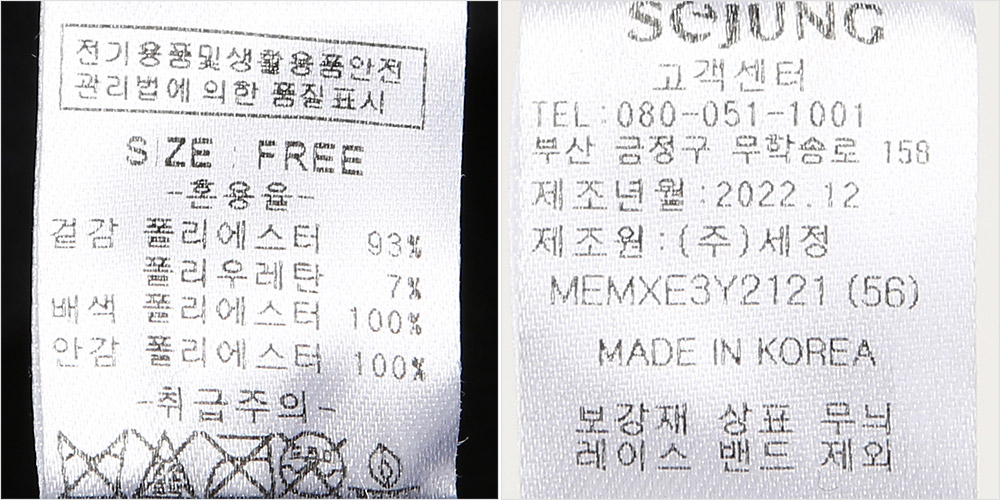 전기용품및생활용품안전
관리법에 의한 품질표시
SIZE : FREE
-혼용율-
겉감 폴리에스터 93%
폴리우레탄 7%
배색 폴리에스터 100%
안감 폴리에스터 100%
-취급주의-
SeJUNG
고객센터
TEL:080-051-1001
부산 금정구 무학송로 158
제조년월:2022.12
제조원:(주)세정
MEMXE3Y2121 (56)
MADE IN KOREA
보강재 상표 무늬
레이스 밴드 제외